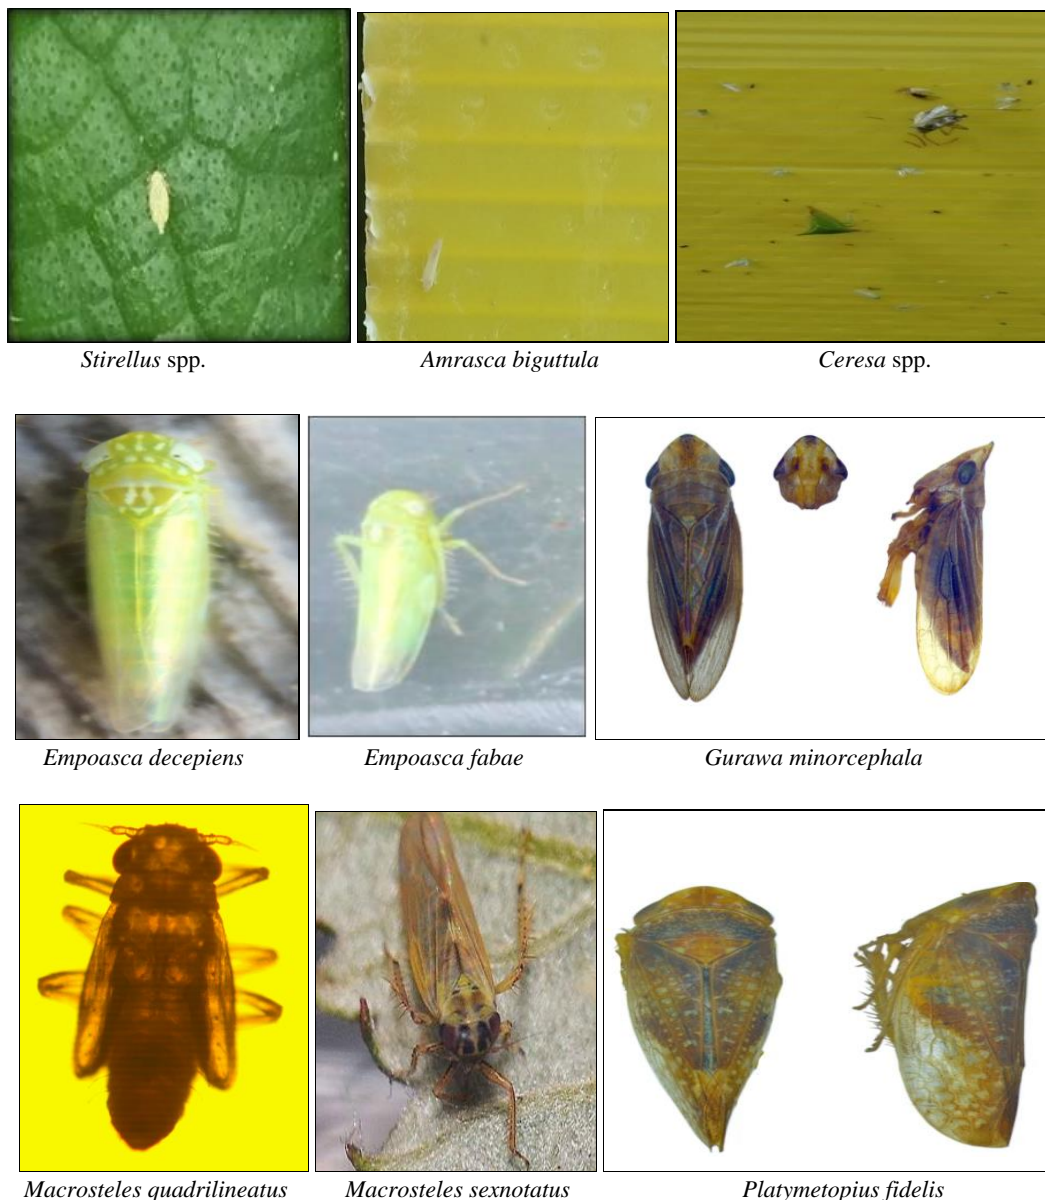 Stirellus spp. Amrasca biguttula Ceresa spp.
Empoasca decepiens Empoasca fabae Gurawa minorcephala
Macrosteles quadrilineatus Macrosteles sexnotatus Platymetopius fidelis